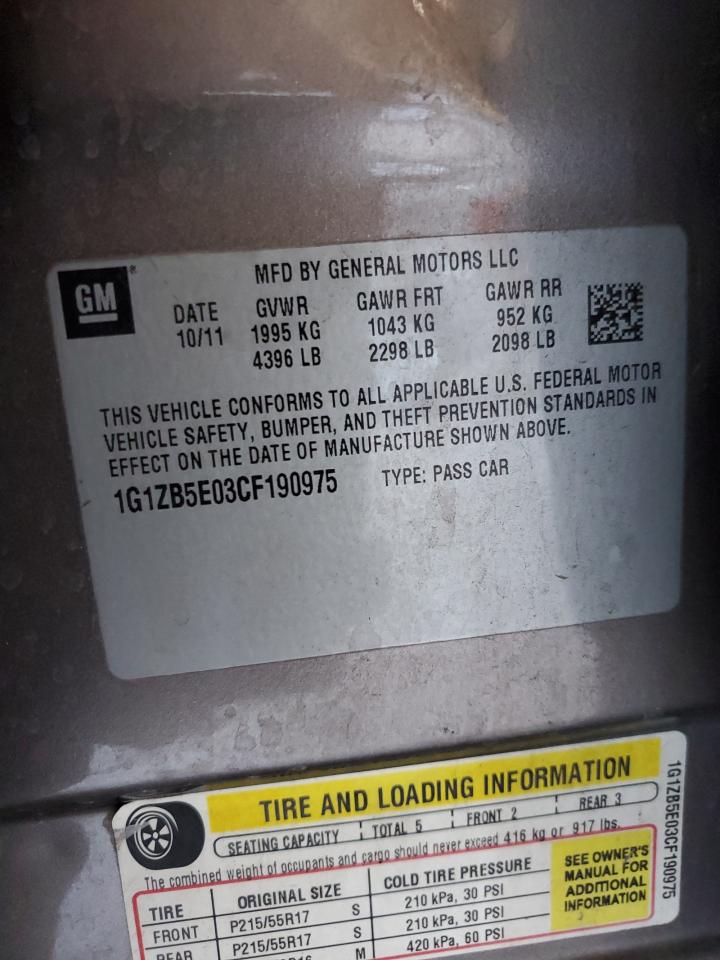 GM®
MFD BY GENERAL MOTORS LLC
DATE GVWR GAWR FRT GAWR RR
10/11 1995 KG 1043 KG 952 KG
4396 LB 2298 LB 2098 LB
THIS VEHICLE CONFORMS TO ALL APPLICABLE U.S. FEDERAL MOTOR
VEHICLE SAFETY, BUMPER, AND THEFT PREVENTION STANDARDS IN
EFFECT ON THE DATE OF MANUFACTURE SHOWN ABOVE.
1G1ZB5E03CF190975 TYPE: PASS CAR
TIRE AND LOADING INFORMATION
SEATING CAPACITY TOTAL 5 FRONT 2 REAR 3
The combined weight of occupants and cargo should never exceed 416 kg or 917 lbs.
TIRE ORIGINAL SIZE COLD TIRE PRESSURE
FRONT P215/55R17 S 210 kPa, 30 PSI
REAR P215/55R17 S 210 kPa, 30 PSI
M 420 kPa, 60 PSI
SEE OWNER'S
MANUAL FOR
ADDITIONAL
INFORMATION
1G1ZB5E03CF190975